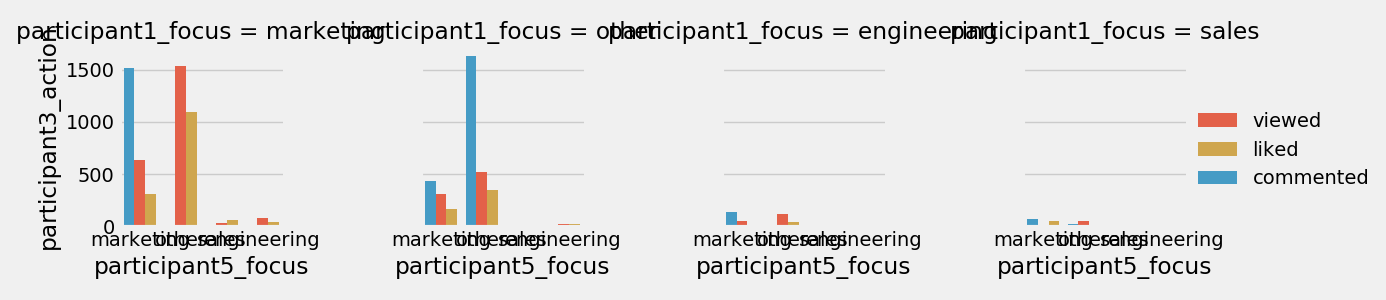 participant1_focus = marketing
participant1_focus = other
participant1_focus = engineering
participant1_focus = sales
participant3_action
1500
1000
500
0
viewed
liked
commented
marketing other sales engineering
marketing other sales engineering
marketing other sales engineering
marketing other sales engineering
participant5_focus
participant5_focus
participant5_focus
participant5_focus